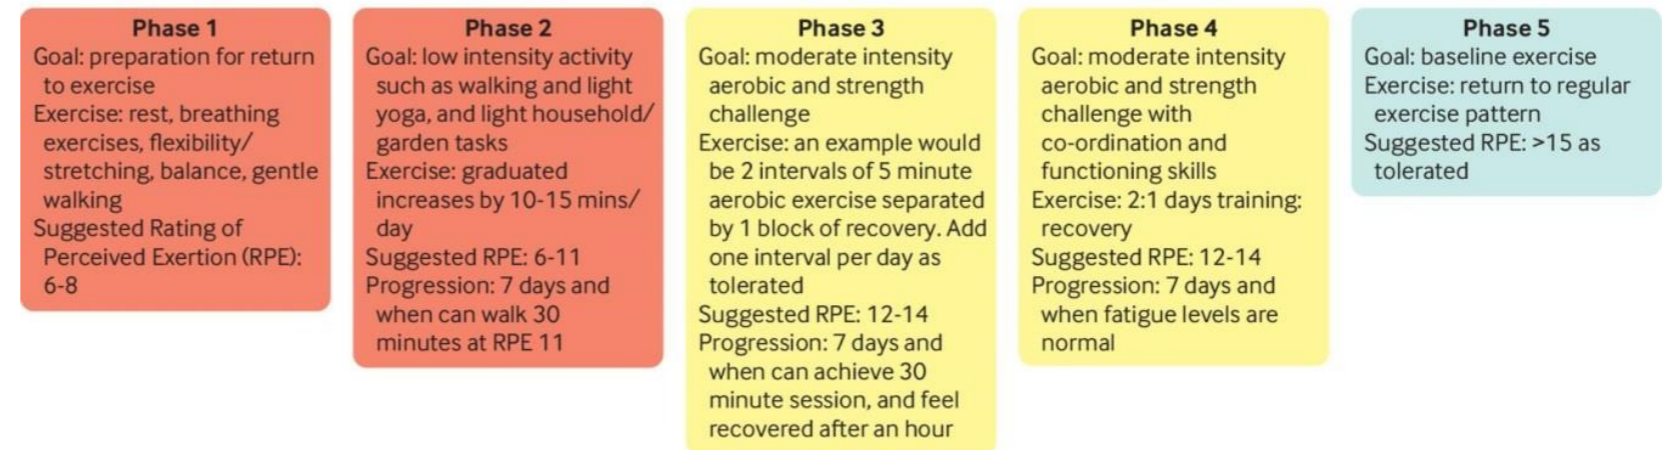 Phase 1
Goal: preparation for return
to exercise
Exercise: rest, breathing
exercises, flexibility/
stretching, balance, gentle
walking
Suggested Rating of
Perceived Exertion (RPE):
6-8
Phase 2
Goal: low intensity activity
such as walking and light
yoga, and light household/
garden tasks
Exercise: graduated
increases by 10-15 mins/
day
Suggested RPE: 6-11
Progression: 7 days and
when can walk 30
minutes at RPE 11
Phase 3
Goal: moderate intensity
aerobic and strength
challenge
Exercise: an example would
be 2 intervals of 5 minute
aerobic exercise separated
by 1 block of recovery. Add
one interval per day as
tolerated
Suggested RPE: 12-14
Progression: 7 days and
when can achieve 30
minute session, and feel
recovered after an hour
Phase 4
Goal: moderate intensity
aerobic and strength
challenge with
co-ordination and
functioning skills
Exercise: 2:1 days training:
recovery
Suggested RPE: 12-14
Progression: 7 days and
when fatigue levels are
normal
Phase 5
Goal: baseline exercise
Exercise: return to regular
exercise pattern
Suggested RPE: >15 as
tolerated